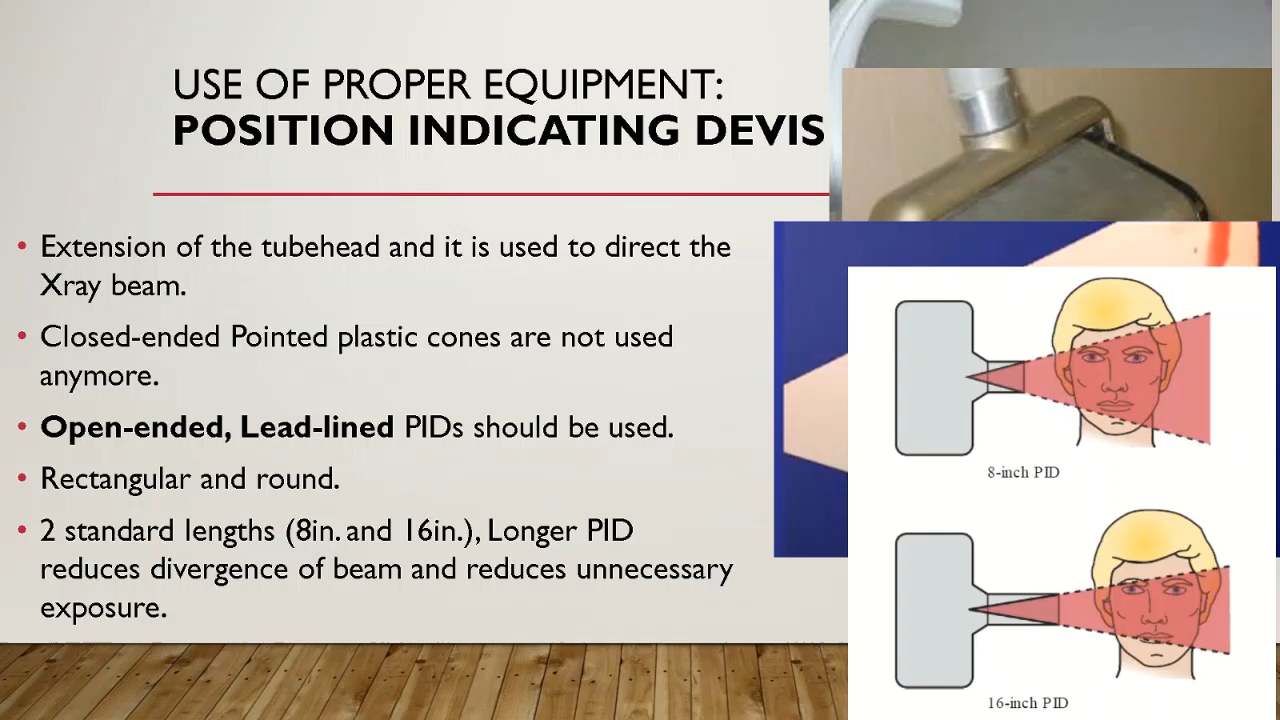 USE OF PROPER EQUIPMENT:
POSITION INDICATING DEVIS
• Extension of the tubehead and it is used to direct the
Xray beam.
• Closed-ended Pointed plastic cones are not used
anymore.
• Open-ended, Lead-lined PIDs should be used.
• Rectangular and round.
• 2 standard lengths (8in. and 16in.), Longer PID
reduces divergence of beam and reduces unnecessary
exposure.
8-inch PID
16-inch PID